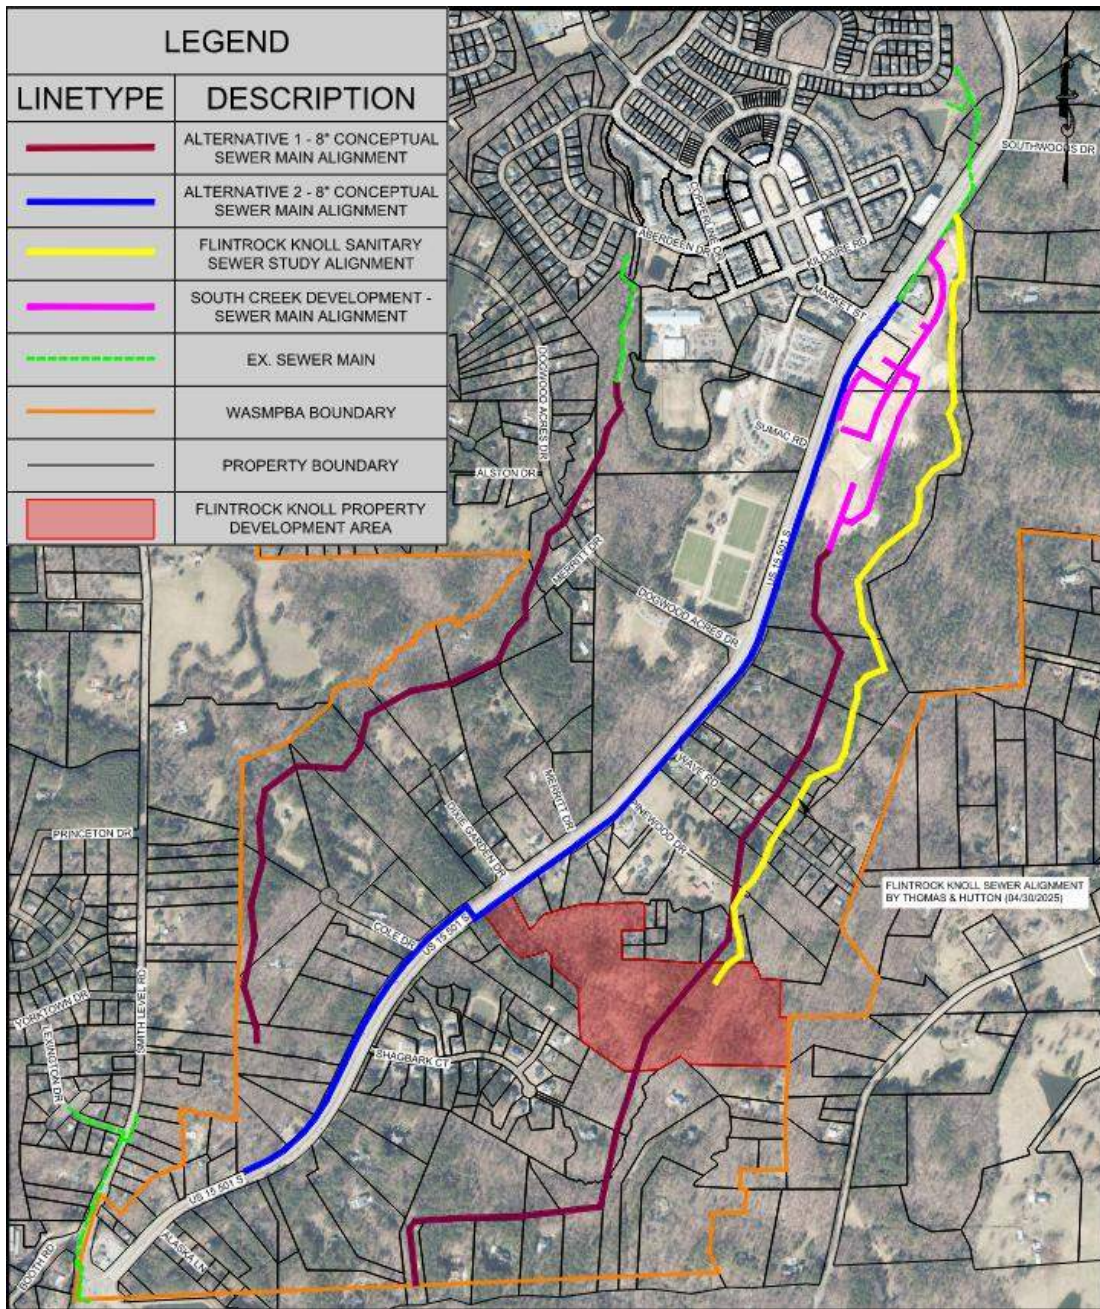 LEGEND
LINETYPE DESCRIPTION
ALTERNATIVE 1 - 8" CONCEPTUAL
SEWER MAIN ALIGNMENT
ALTERNATIVE 2 - 8" CONCEPTUAL
SEWER MAIN ALIGNMENT
FLINTROCK KNOLL SANITARY
SEWER STUDY ALIGNMENT
SOUTH CREEK DEVELOPMENT -
SEWER MAIN ALIGNMENT
EX. SEWER MAIN
WASMPBA BOUNDARY
PROPERTY BOUNDARY
FLINTROCK KNOLL PROPERTY
DEVELOPMENT AREA
SOUTHWOODS DR
COPPERLINE DR
ABERDEEN DR
KILDAIRE RD
MARKET ST
DOGWOOD ACRES DR
SUMAC RD
ALSTON DR
MERRITT DR
US 15 501 S
DOGWOOD ACRES DR
WAVE RD
MERRITT DR
PINEWOOD DR
DIXIE GARDEN DR
PRINCETON DR
FLINTROCK KNOLL SEWER ALIGNMENT
BY THOMAS & HUTTON (04/30/2025)
COLE DR
US 15 501 S
YORKTOWN DR
SMITH LEVEL RD
LEXINGTON DR
SHAGBARK CT
US 15 501 S
ALASKA LN
BOOTH RD